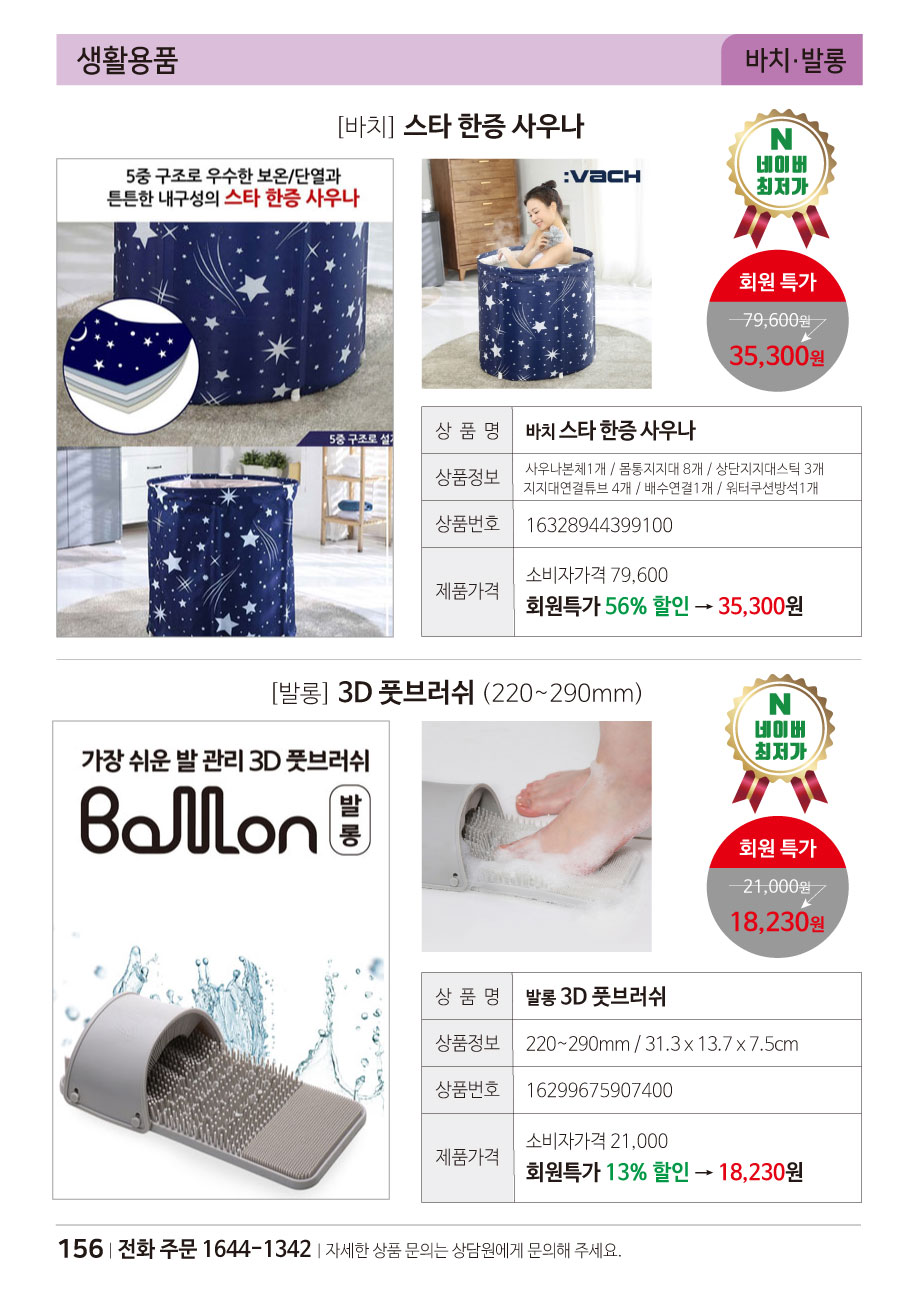 생활용품
바치·발롱
[바치] 스타 한증 사우나
5중 구조로 우수한 보온/단열과
튼튼한 내구성의 스타 한증 사우나
5중 구조로 설계
:VACH
N
네이버
최저가
회원 특가
79,600원
35,300원
상 품 명 바치 스타 한증 사우나
상품정보 사우나본체1개 / 몸통지지대 8개 / 상단지지대스틱 3개
지지대연결튜브 4개 / 배수연결1개 / 워터쿠션방석1개
상품번호 16328944399100
제품가격 소비자가격 79,600
회원특가 56% 할인 → 35,300원
[발롱] 3D 풋브러쉬 (220~290mm)
가장 쉬운 발 관리 3D 풋브러쉬
Ballon 발롱
N
네이버
최저가
회원 특가
21,000원
18,230원
상 품 명 발롱 3D 풋브러쉬
상품정보 220~290mm / 31.3 x 13.7 x 7.5cm
상품번호 16299675907400
제품가격 소비자가격 21,000
회원특가 13% 할인 → 18,230원
156 | 전화 주문 1644-1342 | 자세한 상품 문의는 상담원에게 문의해 주세요.